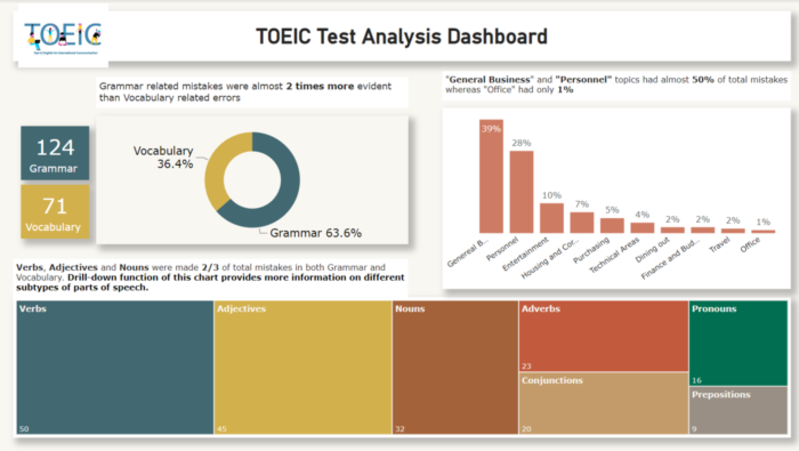 TOEIC
TOEIC Test Analysis Dashboard
Grammar related mistakes were almost 2 times more evident
than Vocabulary related errors
124
Grammar
71
Vocabulary
Vocabulary
36.4%
Grammar 63.6%
"General Business" and "Personnel" topics had almost 50% of total mistakes
whereas "Office" had only 1%
39%
28%
10%
7%
5%
4%
2%
2%
2%
1%
Genereal B...
Personnel
Entertainment
Housing and Cor...
Purchasing
Technical Areas
Dining out
Finance and Bud...
Travel
Office
Verbs, Adjectives and Nouns were made 2/3 of total mistakes in both Grammar and
Vocabulary. Drill-down function of this chart provides more information on different
subtypes of parts of speech.
Verbs
50
Adjectives
45
Nouns
32
Adverbs
23
Conjunctions
20
Pronouns
16
Prepositions
9